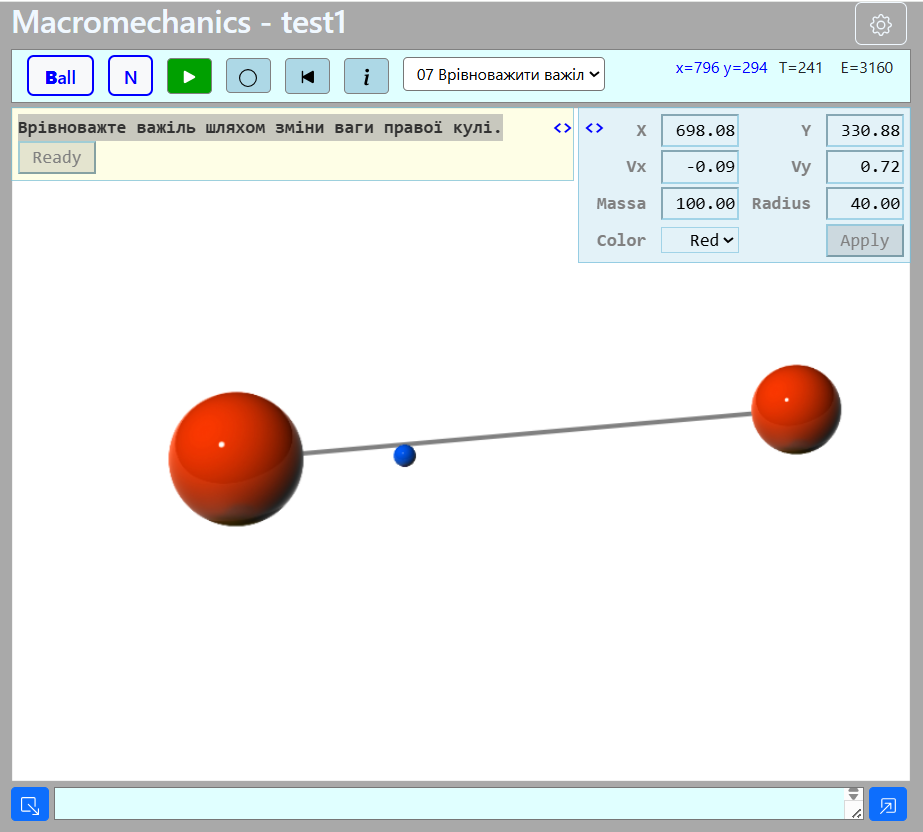 Macromechanics - test1
Ball N i 07 Врівноважити важіл x=796 y=294 T=241 E=3160
Врівноважте важіль шляхом зміни ваги правої кулі. <>
Ready
<> X 698.08 Y 330.88
Vx -0.09 Vy 0.72
Massa 100.00 Radius 40.00
Color Red Apply